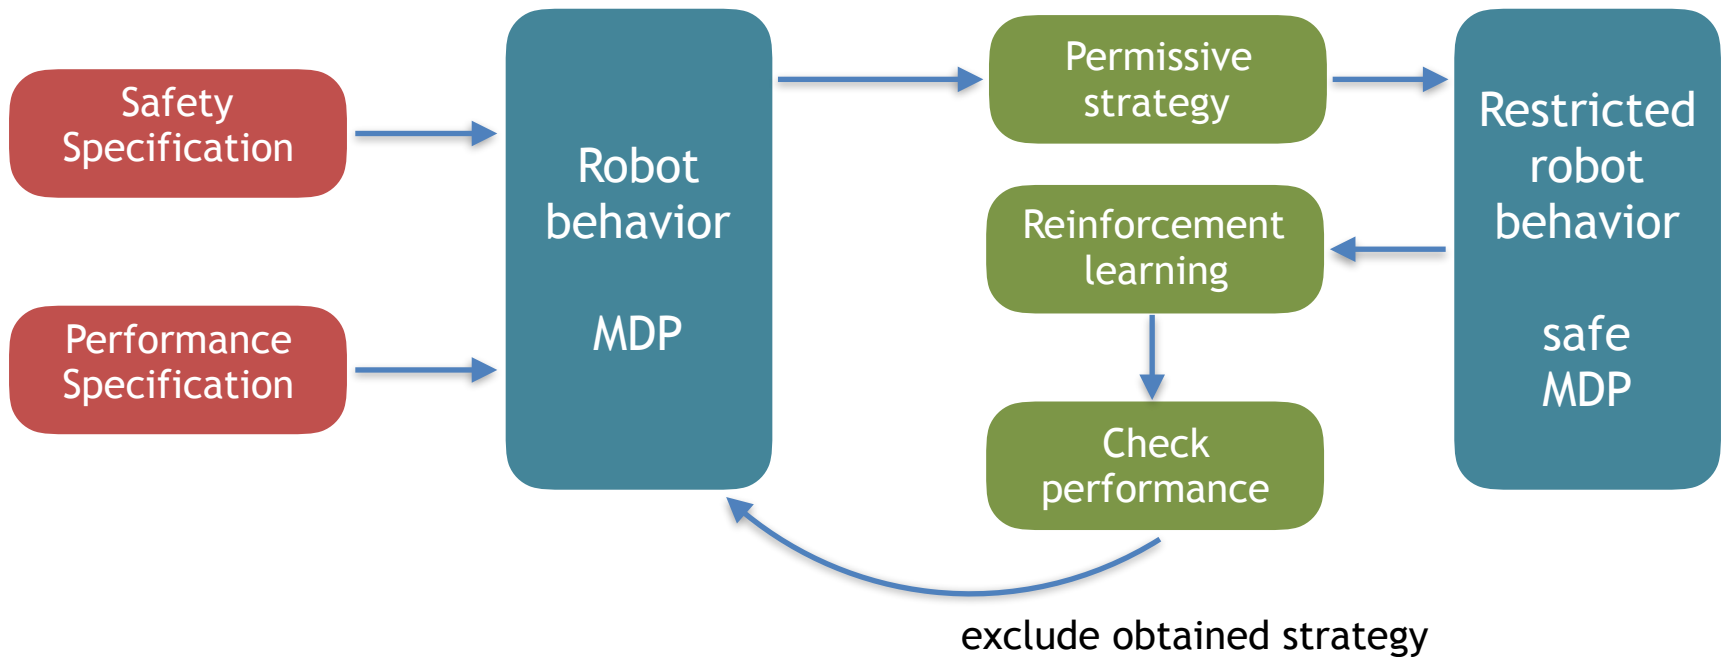 Safety
Specification
Performance
Specification
Robot
behavior
MDP
Permissive
strategy
Reinforcement
learning
Check
performance
Restricted
robot
behavior
safe
MDP
exclude obtained strategy